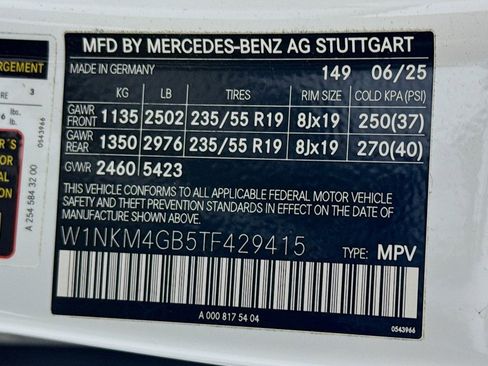 MFD BY MERCEDES-BENZ AG STUTTGART
MADE IN GERMANY 149 06/25
KG LB TIRES RIM SIZE COLD KPA (PSI)
GAWR FRONT 1135 2502 235/55 R19 8Jx19 250(37)
GAWR REAR 1350 2976 235/55 R19 8Jx19 270(40)
GVWR 2460 5423
THIS VEHICLE CONFORMS TO ALL APPLICABLE FEDERAL MOTOR VEHICLE
SAFETY AND THEFT PREVENTION STANDARDS IN EFFECT ON THE DATE
OF MANUFACTURE SHOWN ABOVE.
W1NKM4GB5TF429415 TYPE: MPV
A 000 817 54 04
0543966
RGEMENT
3
lbs.
lb.
0543966
A 254 584 32 00